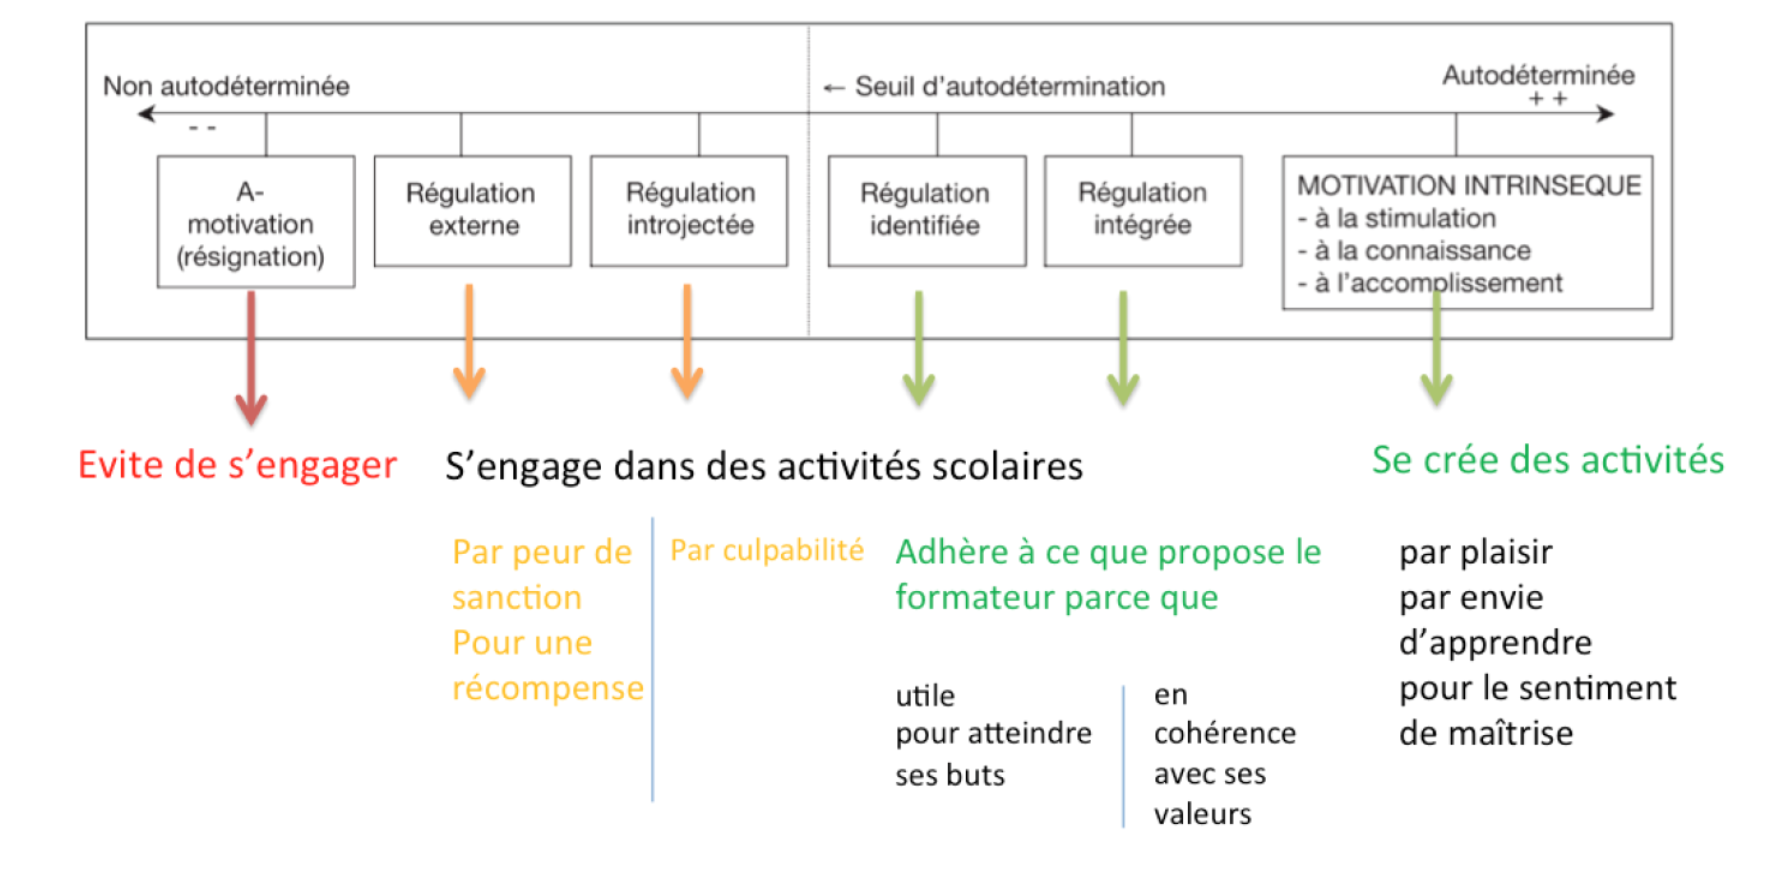 Non autodéterminée
- -
← Seuil d'autodétermination
Autodéterminée
+ +
A-
motivation
(résignation)
Régulation
externe
Régulation
introjectée
Régulation
identifiée
Régulation
intégrée
MOTIVATION INTRINSEQUE
- à la stimulation
- à la connaissance
- à l'accomplissement
Evite de s'engager
S'engage dans des activités scolaires
Se crée des activités
Par peur de
sanction
Pour une
récompense
Par culpabilité
Adhère à ce que propose le
formateur parce que
utile
pour atteindre
ses buts
en
cohérence
avec ses
valeurs
par plaisir
par envie
d'apprendre
pour le sentiment
de maîtrise